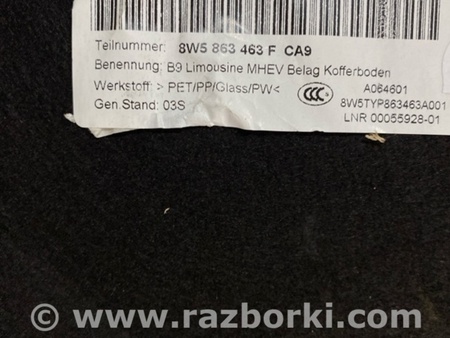 Teilnummer: 8W5 863 463 F CA9
Benennung: B9 Limousine MHEV Belag Kofferboden
Werkstoff: > PET/PP/Glass/PW<
CCC
A064601
Gen.Stand: 03S
8W5TYP863463A001
LNR 00055928-01
© www.razborki.com